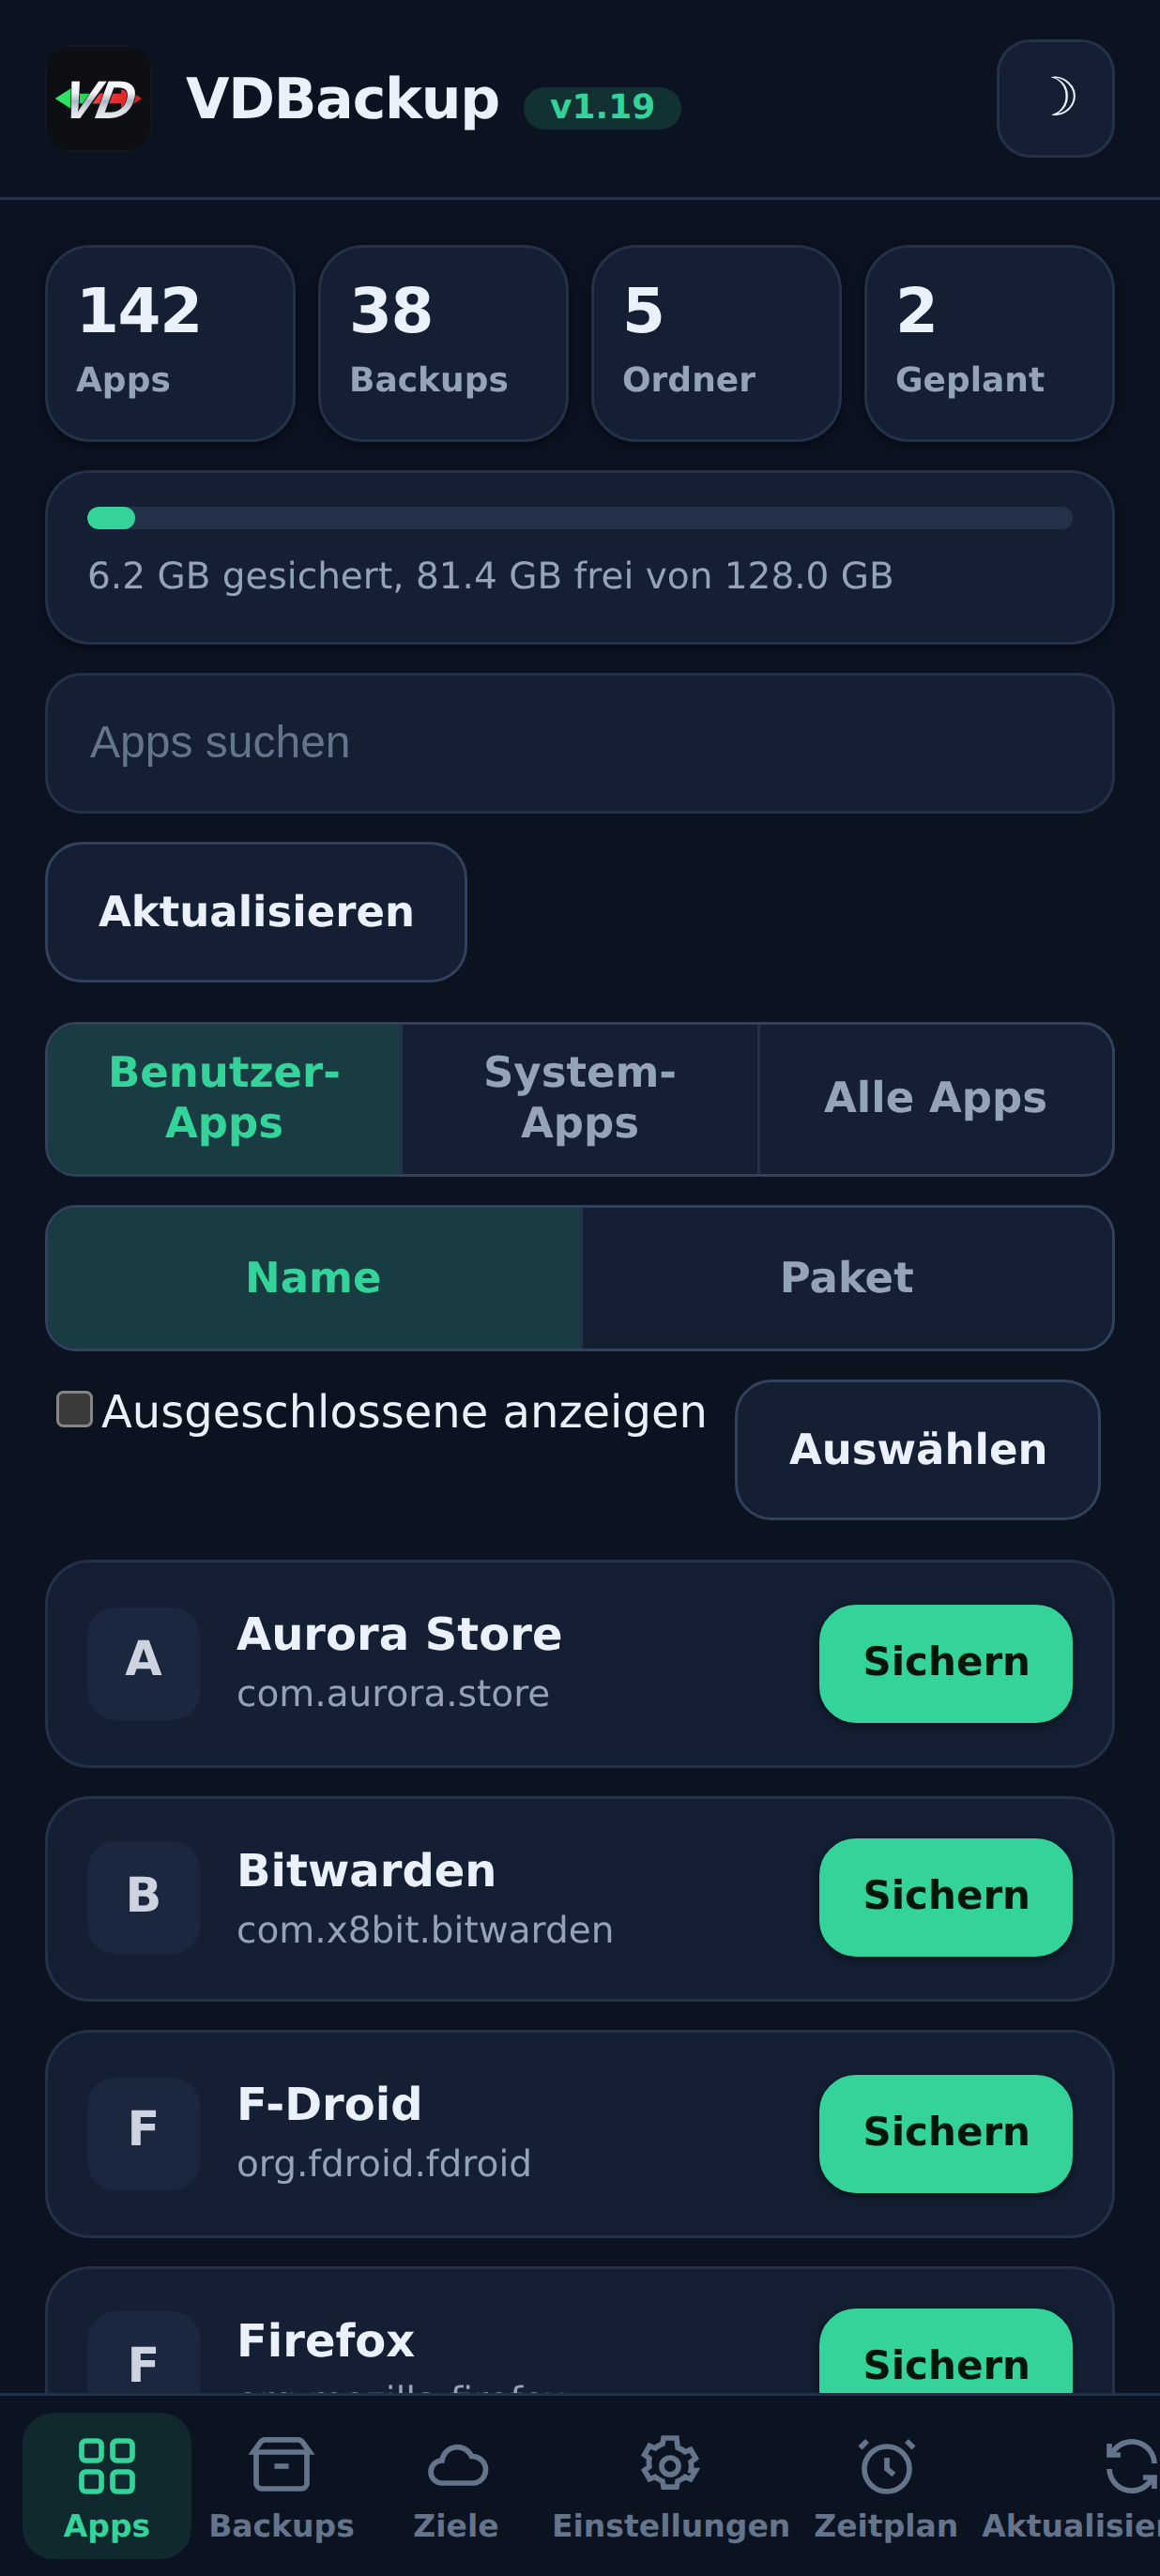 VD
VDBackup v1.19
142
Apps
38
Backups
5
Ordner
2
Geplant
6.2 GB gesichert, 81.4 GB frei von 128.0 GB
Apps suchen
Aktualisieren
Benutzer-
Apps
System-
Apps
Alle Apps
Name
Paket
Ausgeschlossene anzeigen
Auswählen
A
Aurora Store
com.aurora.store
Sichern
B
Bitwarden
com.x8bit.bitwarden
Sichern
F
F-Droid
org.fdroid.fdroid
Sichern
F
Firefox
Sichern
Apps
Backups
Ziele
Einstellungen
Zeitplan